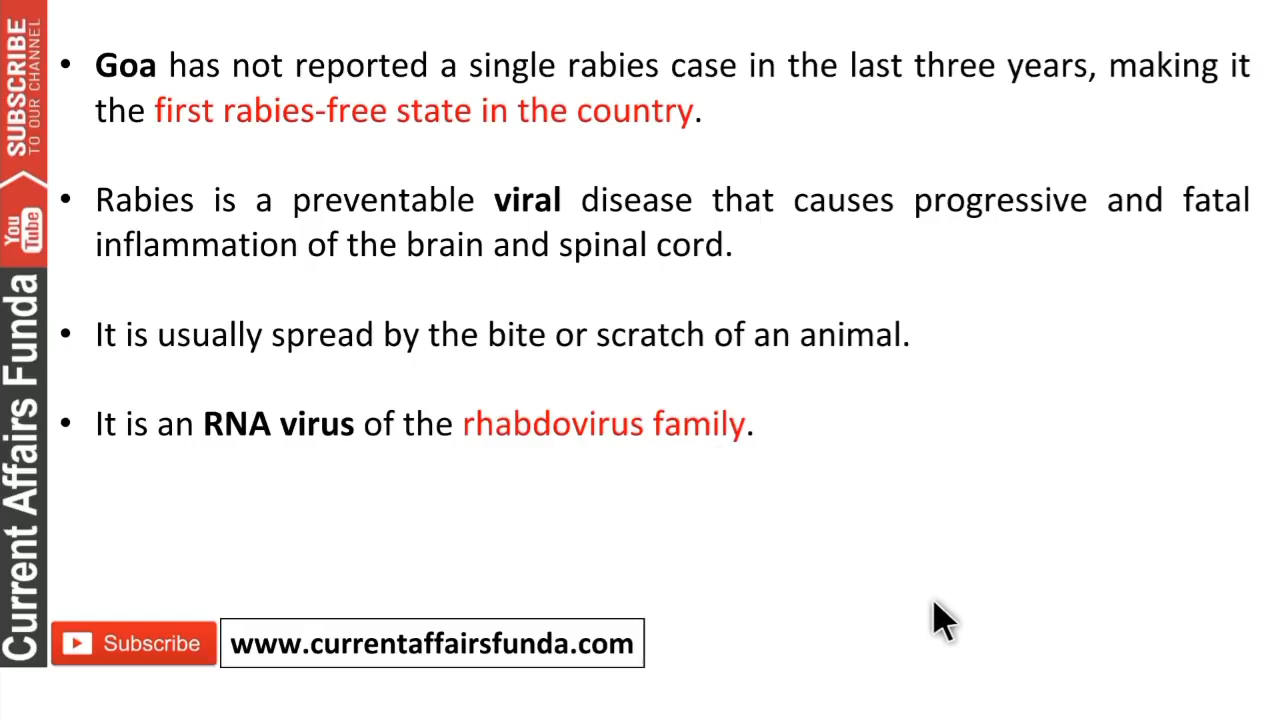 • Goa has not reported a single rabies case in the last three years, making it
the first rabies-free state in the country.
• Rabies is a preventable viral disease that causes progressive and fatal
inflammation of the brain and spinal cord.
• It is usually spread by the bite or scratch of an animal.
• It is an RNA virus of the rhabdovirus family.
SUBSCRIBE
TO OUR CHANNEL
You
Tube
Current Affairs Funda
Subscribe
www.currentaffairsfunda.com